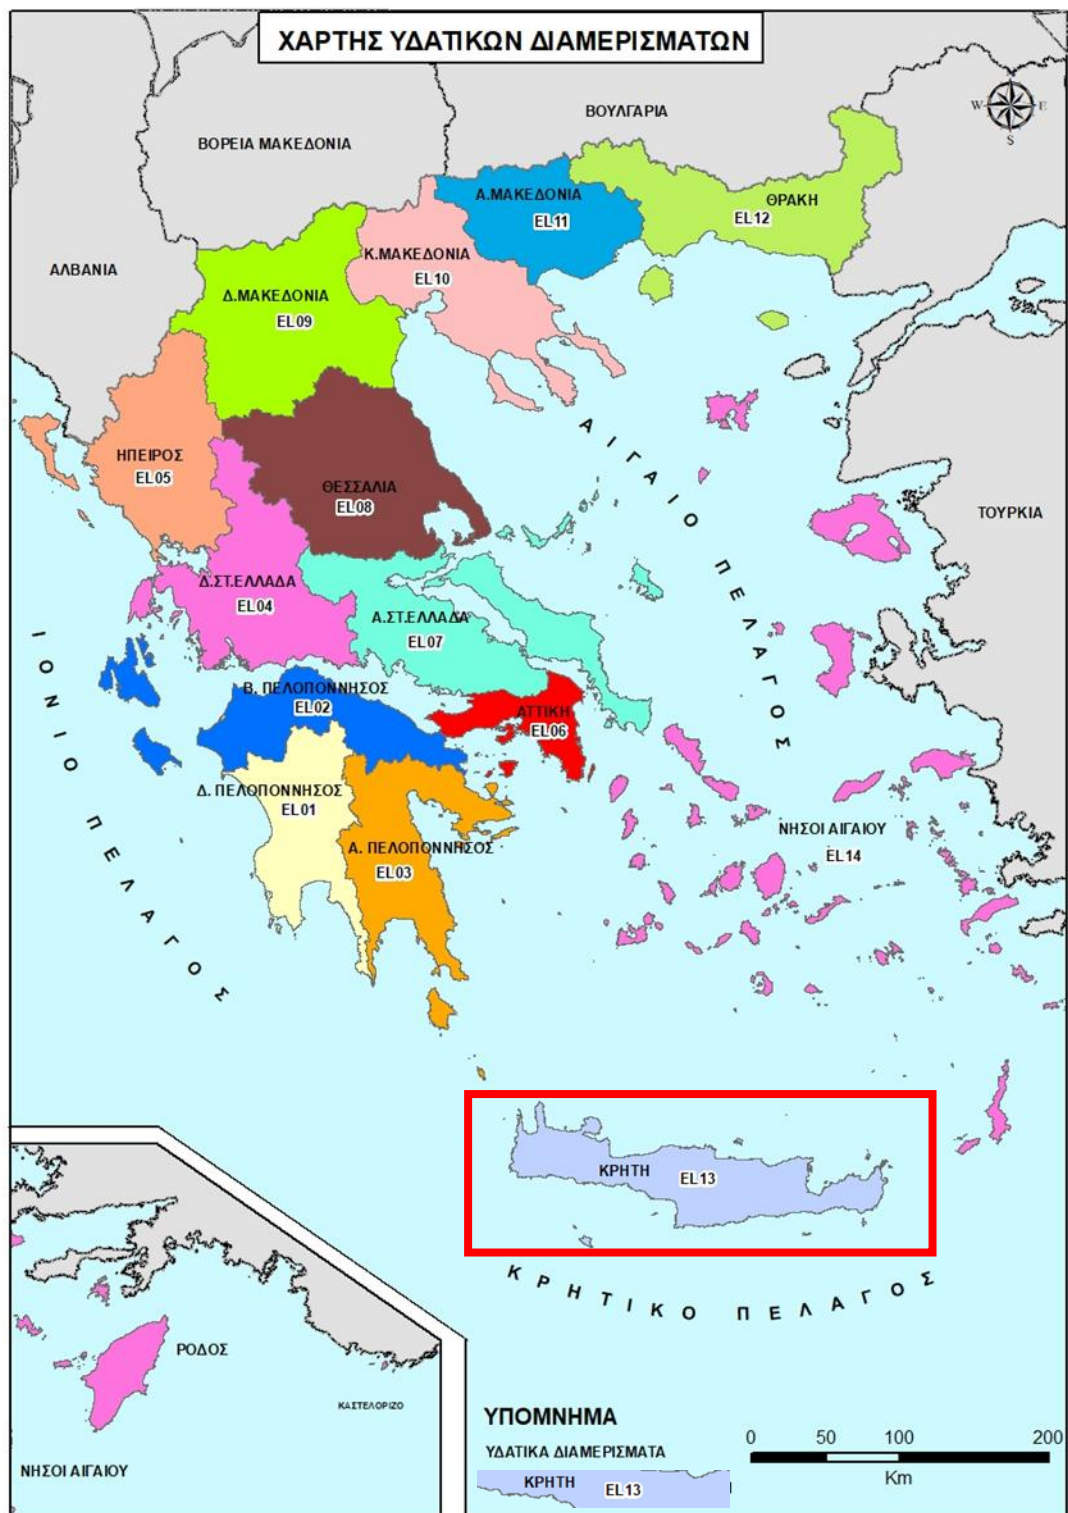 ΧΑΡΤΗΣ ΥΔΑΤΙΚΩΝ ΔΙΑΜΕΡΙΣΜΑΤΩΝ
ΒΟΥΛΓΑΡΙΑ
W E
S
ΒΟΡΕΙΑ ΜΑΚΕΔΟΝΙΑ
Α.ΜΑΚΕΔΟΝΙΑ
EL11
ΘΡΑΚΗ
EL12
ΑΛΒΑΝΙΑ
Κ.ΜΑΚΕΔΟΝΙΑ
EL10
Δ.ΜΑΚΕΔΟΝΙΑ
EL09
ΗΠΕΙΡΟΣ
EL05
ΘΕΣΣΑΛΙΑ
EL08
ΑΙΓΑΙΟ ΠΕΛΑΓΟΣ
ΤΟΥΡΚΙΑ
Δ.ΣΤ.ΕΛΛΑΔΑ
EL04
Α.ΣΤ.ΕΛΛΑΔΑ
EL07
ΙΟΝΙΟ ΠΕΛΑΓΟΣ
Β. ΠΕΛΟΠΟΝΝΗΣΟΣ
EL02
ΑΤΤΙΚΗ
EL06
Δ. ΠΕΛΟΠΟΝΝΗΣΟΣ
EL01
Α. ΠΕΛΟΠΟΝΝΗΣΟΣ
EL03
ΝΗΣΟΙ ΑΙΓΑΙΟΥ
EL14
ΚΡΗΤΗ EL13
ΚΡΗΤΙΚΟ ΠΕΛΑΓΟΣ
ΡΟΔΟΣ
ΚΑΣΤΕΛΟΡΙΖΟ
ΝΗΣΟΙ ΑΙΓΑΙΟΥ
ΥΠΟΜΝΗΜΑ
ΥΔΑΤΙΚΑ ΔΙΑΜΕΡΙΣΜΑΤΑ
ΚΡΗΤΗ EL13
0 50 100 200
Km